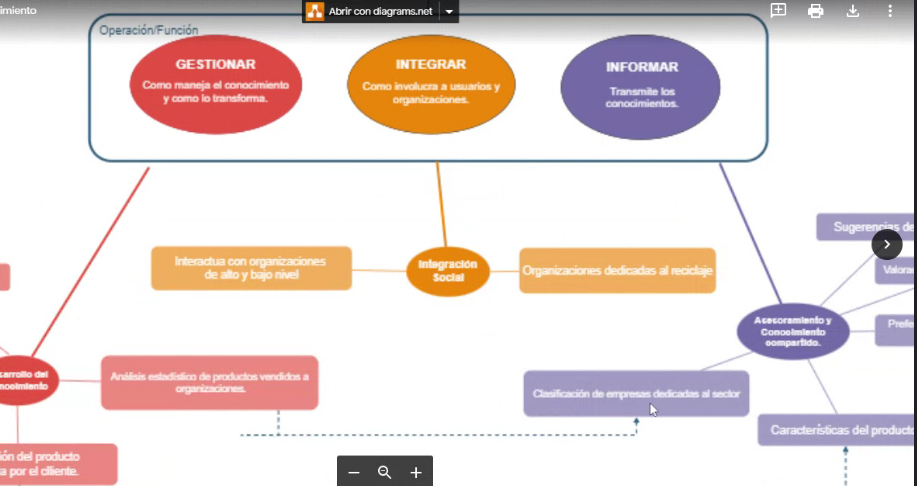 imiento
Abrir con diagrams.net
Operación/Función
GESTIONAR
Como maneja el conocimiento
y como lo transforma.
INTEGRAR
Como involucra a usuarios y
organizaciones.
INFORMAR
Transmite los
conocimientos.
Sugerencias de
Interactua con organizaciones
de alto y bajo nivel
Integración
Social
Organizaciones dedicadas al reciclaje
Valora
Asesoramiento y
Conocimiento
compartido.
Prefe
sarrollo del
nocimiento
Análisis estadístico de productos vendidos a
organizaciones.
Clasificación de empresas dedicadas al sector
Características del producto
ión del producto
a por el cliente.